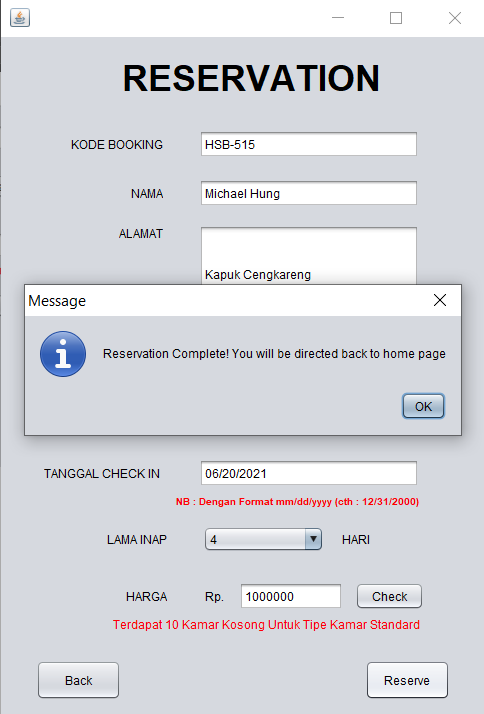 RESERVATION
KODE BOOKING HSB-515
NAMA Michael Hung
ALAMAT
Kapuk Cengkareng
Message
Reservation Complete! You will be directed back to home page
OK
TANGGAL CHECK IN 06/20/2021
NB : Dengan Format mm/dd/yyyy (cth : 12/31/2000)
LAMA INAP 4 HARI
HARGA Rp. 1000000 Check
Terdapat 10 Kamar Kosong Untuk Tipe Kamar Standard
Back Reserve